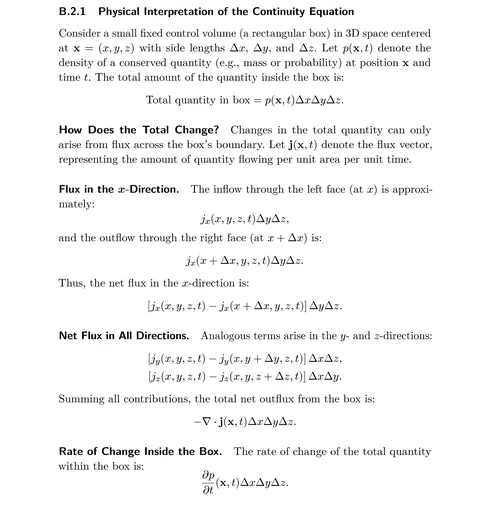 B.2.1 Physical Interpretation of the Continuity Equation
Consider a small fixed control volume (a rectangular box) in 3D space centered
at x = (x, y, z) with side lengths Δx, Δy, and Δz. Let p(x, t) denote the
density of a conserved quantity (e.g., mass or probability) at position x and
time t. The total amount of the quantity inside the box is:
Total quantity in box = p(x, t)ΔxΔyΔz.
How Does the Total Change? Changes in the total quantity can only
arise from flux across the box's boundary. Let j(x, t) denote the flux vector,
representing the amount of quantity flowing per unit area per unit time.
Flux in the x-Direction. The inflow through the left face (at x) is approxi-
mately:
jₓ(x, y, z, t)ΔyΔz,
and the outflow through the right face (at x + Δx) is:
jₓ(x + Δx, y, z, t)ΔyΔz.
Thus, the net flux in the x-direction is:
[jₓ(x, y, z, t) − jₓ(x + Δx, y, z, t)] ΔyΔz.
Net Flux in All Directions. Analogous terms arise in the y- and z-directions:
[j_y(x, y, z, t) − j_y(x, y + Δy, z, t)] ΔxΔz,
[j_z(x, y, z, t) − j_z(x, y, z + Δz, t)] ΔxΔy.
Summing all contributions, the total net outflux from the box is:
−∇ · j(x, t)ΔxΔyΔz.
Rate of Change Inside the Box. The rate of change of the total quantity
within the box is:
∂p/∂t (x, t)ΔxΔyΔz.